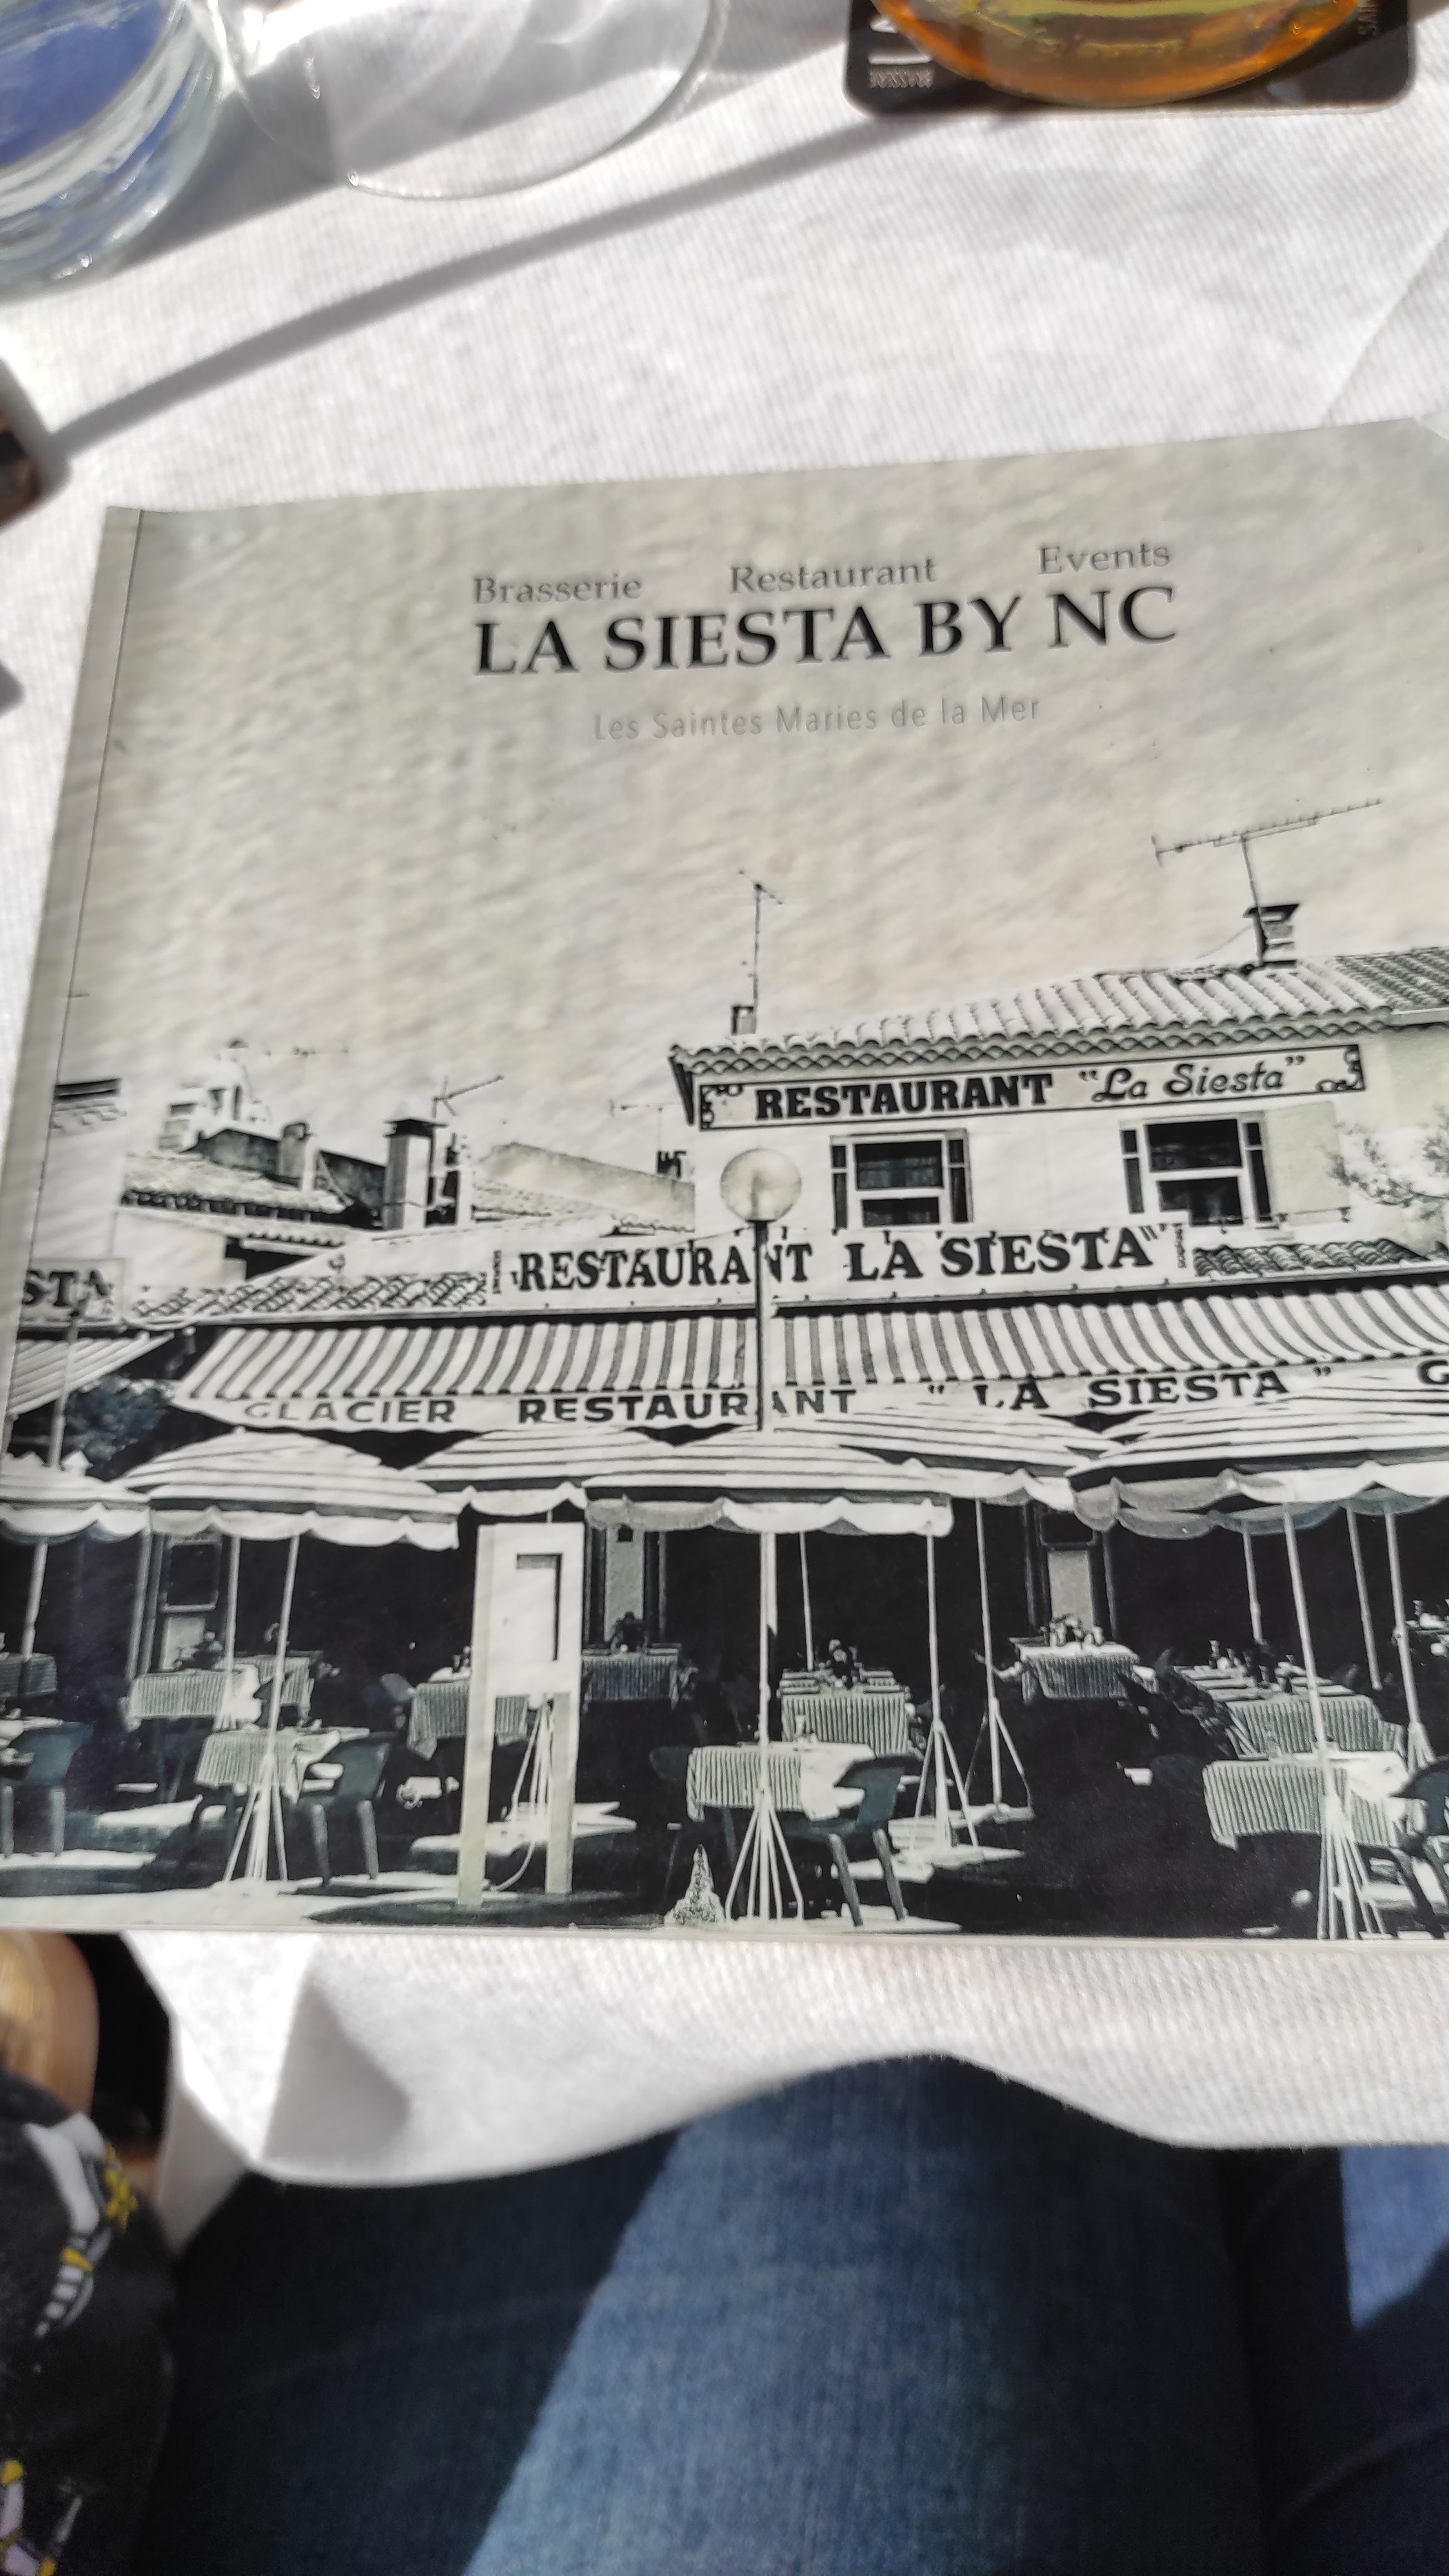 Brasserie Restaurant Events
LA SIESTA BY NC
Les Saintes Maries de la Mer
RESTAURANT "La Siesta"
"RESTAURANT LA SIESTA"
STA
GLACIER RESTAURANT "LA SIESTA" G